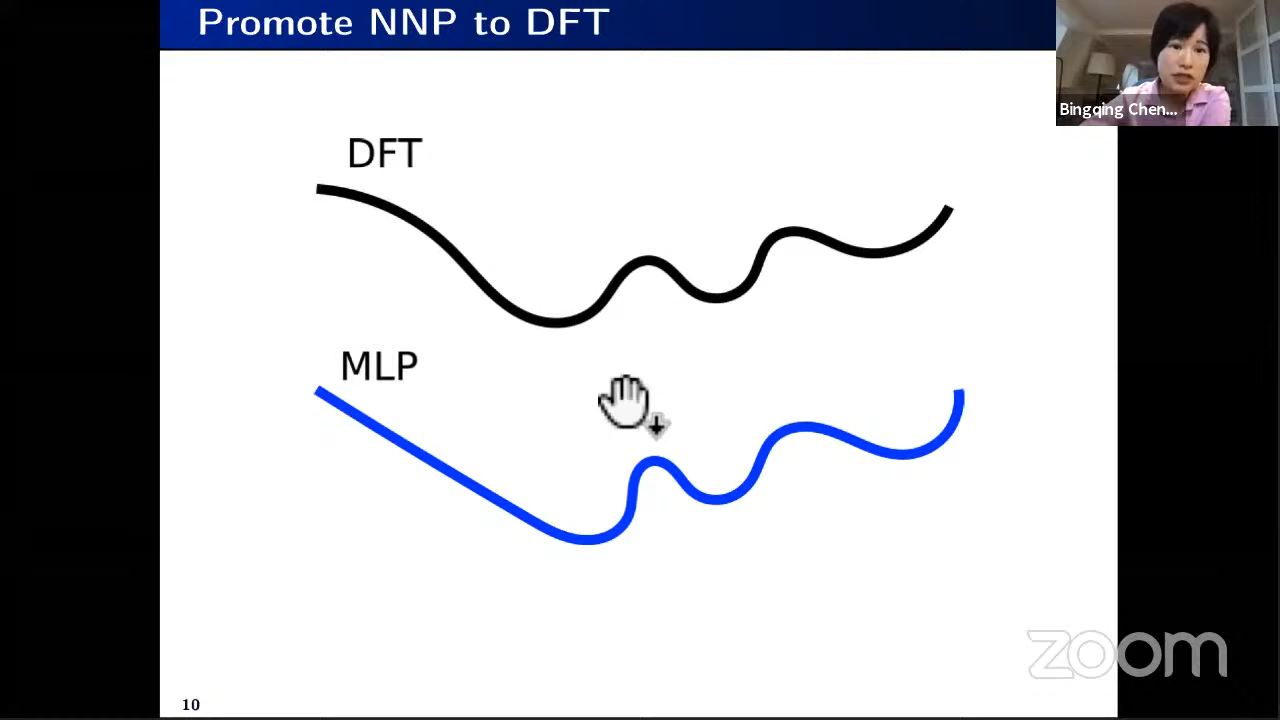 Promote NNP to DFT
Bingqing Chen...
DFT
MLP
zoom
10